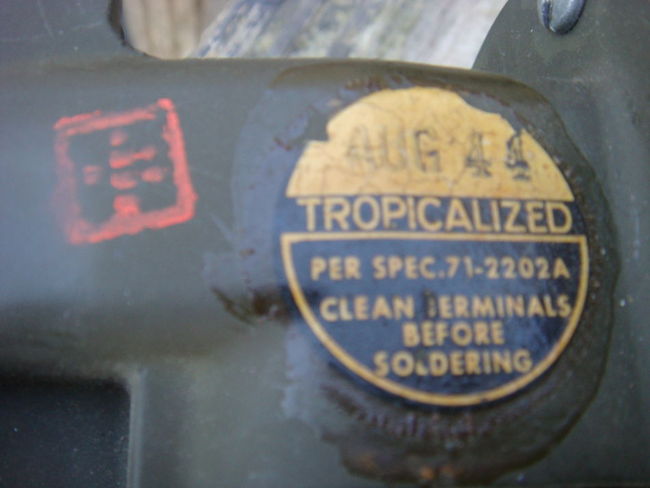 AUG 44
TROPICALIZED
PER SPEC.71-2202A
CLEAN TERMINALS
BEFORE
SOLDERING